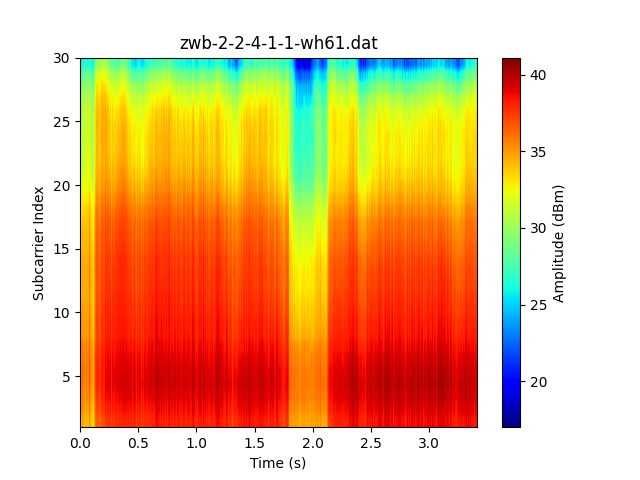 zwb-2-2-4-1-1-wh61.dat
30
25
20
15
10
5
Subcarrier Index
0.0 0.5 1.0 1.5 2.0 2.5 3.0
Time (s)
40
35
30
25
20
Amplitude (dBm)